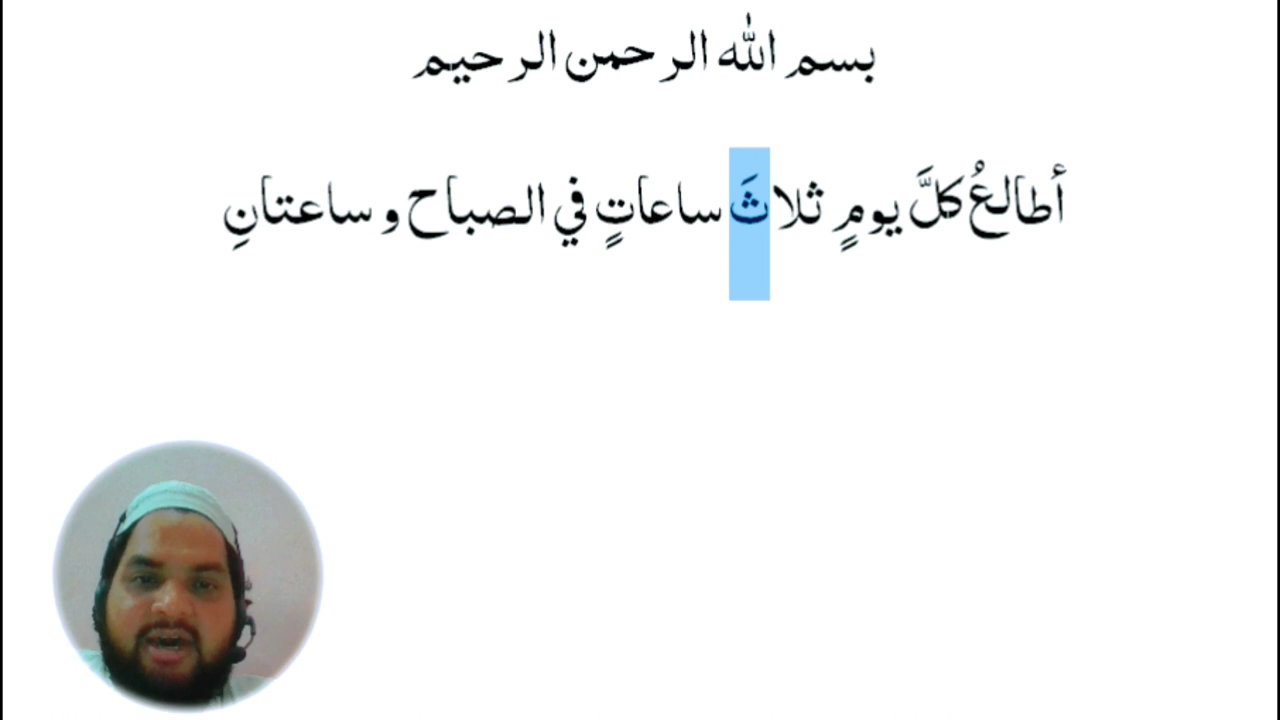 بسم الله الرحمن الرحيم
أطالعُ كلَّ يومٍ ثلاثَ ساعاتٍ في الصباح و ساعتانِ